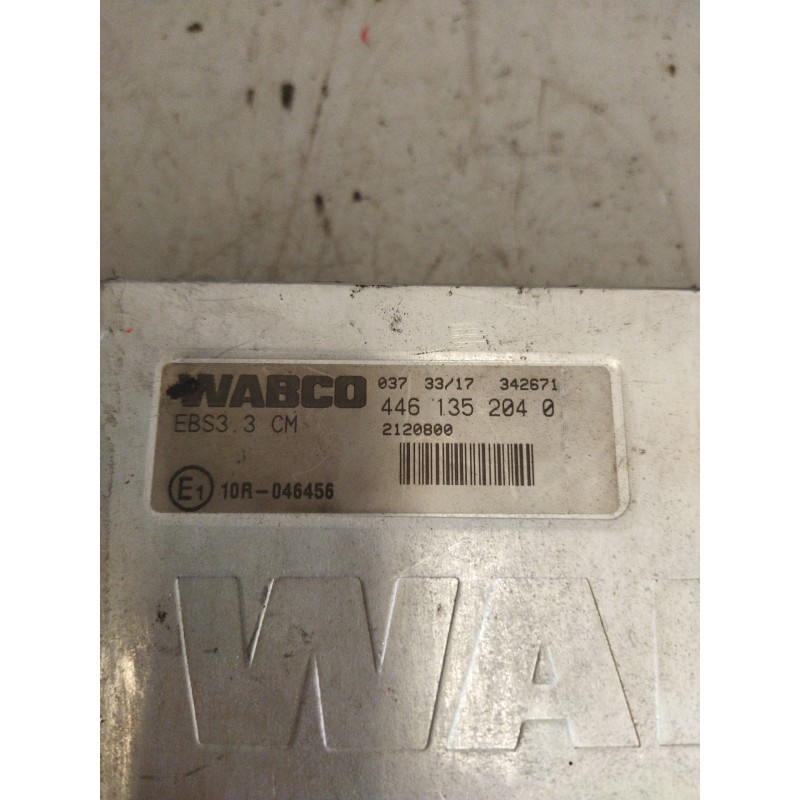 WABCO 037 33/17 342671
446 135 204 0
EBS3.3 CM 2120800
E1 10R-046456
WA